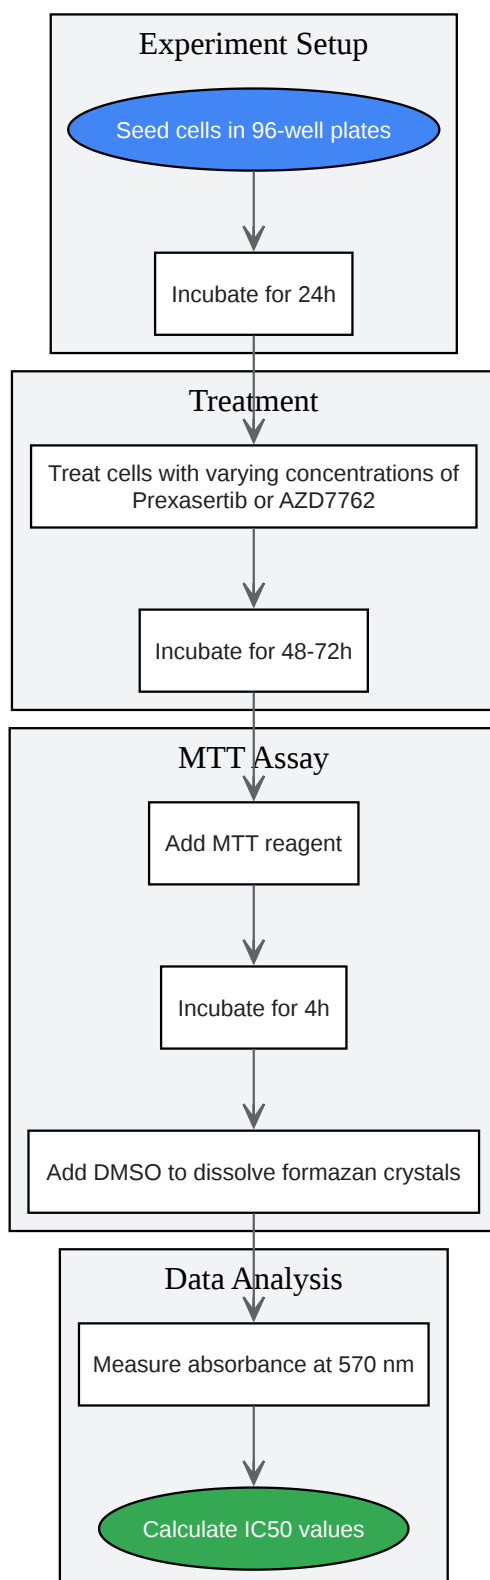 Experiment Setup
Seed cells in 96-well plates
Incubate for 24h
Treatment
Treat cells with varying concentrations of
Prexasertib or AZD7762
Incubate for 48-72h
MTT Assay
Add MTT reagent
Incubate for 4h
Add DMSO to dissolve formazan crystals
Data Analysis
Measure absorbance at 570 nm
Calculate IC50 values